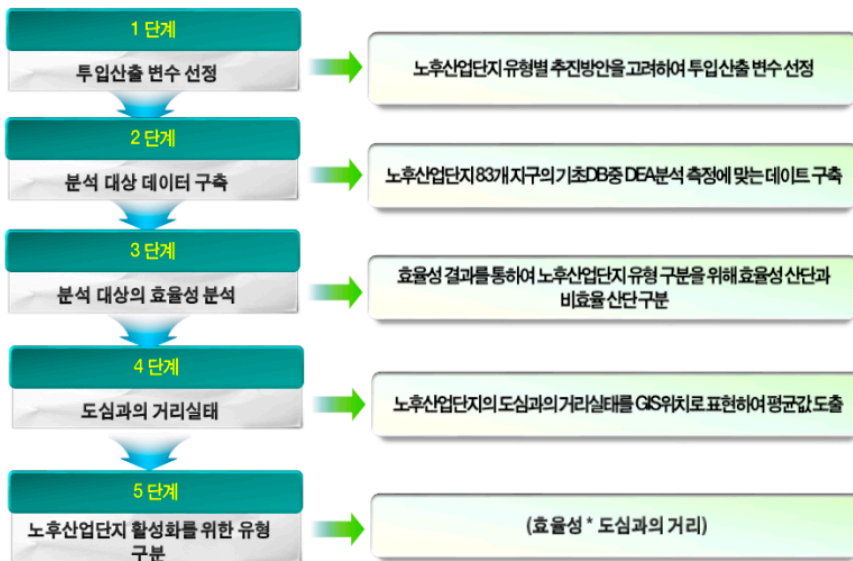 1 단계
투입산출 변수 선정
노후산업단지 유형별 추진방안을 고려하여 투입 산출 변수 선정
2 단계
분석 대상 데이터 구축
노후산업단지 83개 지구의 기초DB중 DEA분석 측정에 맞는 데이트 구축
3 단계
분석 대상의 효율성 분석
효율성 결과를 통하여 노후산업단지 유형 구분을 위해 효율성 산단과
비효율 산단 구분
4 단계
도심과의 거리실태
노후산업단지의 도심과의 거리실태를 GIS위치로 표현하여 평균값 도출
5 단계
노후산업단지 활성화를 위한 유형
구분
(효율성 * 도심과의 거리)